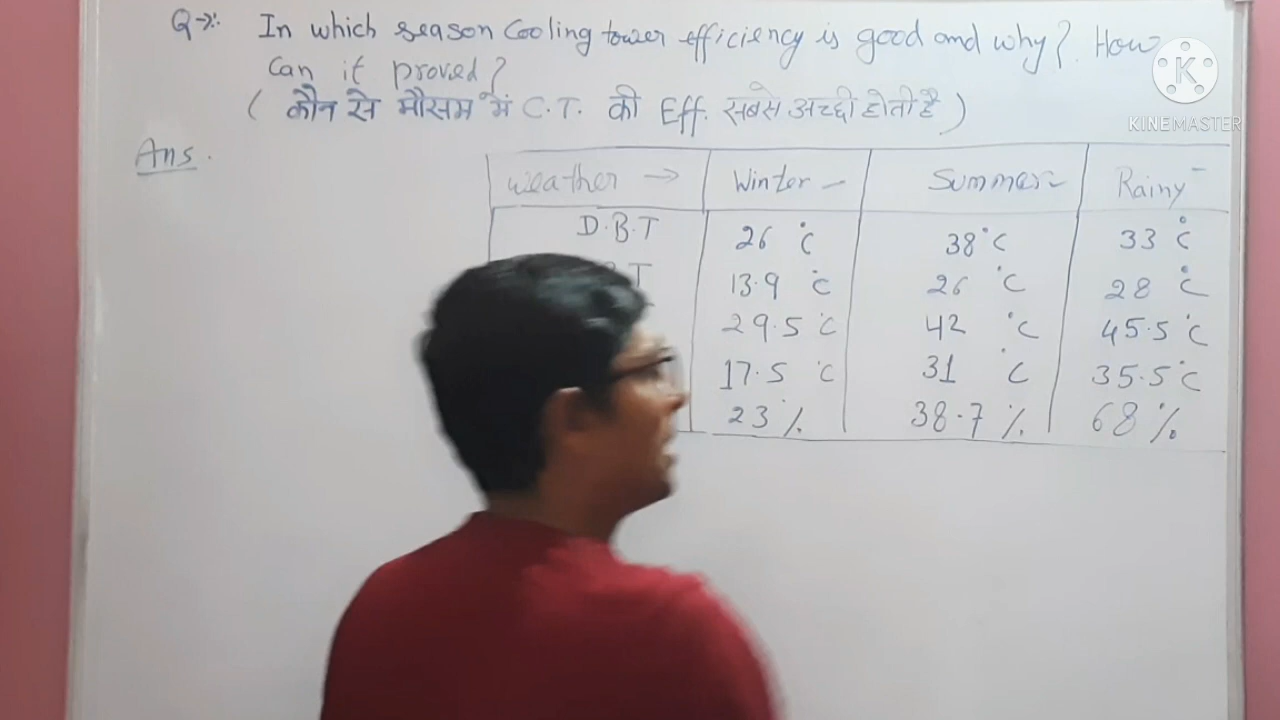 Q→:- In which season Cooling tower efficiency is good and why? How
can it proved?
( कौन से मौसम में C.T. की Eff. सबसे अच्छी होती है )
Ans.
Weather → Winter Summer Rainy
D.B.T 26 °C 38°C 33 °C
B.T 13.9 °C 26 °C 28 °C
29.5°C 42 °C 45.5°C
17.5 °C 31 °C 35.5°C
23% 38.7% 68%
K
KINEMASTER